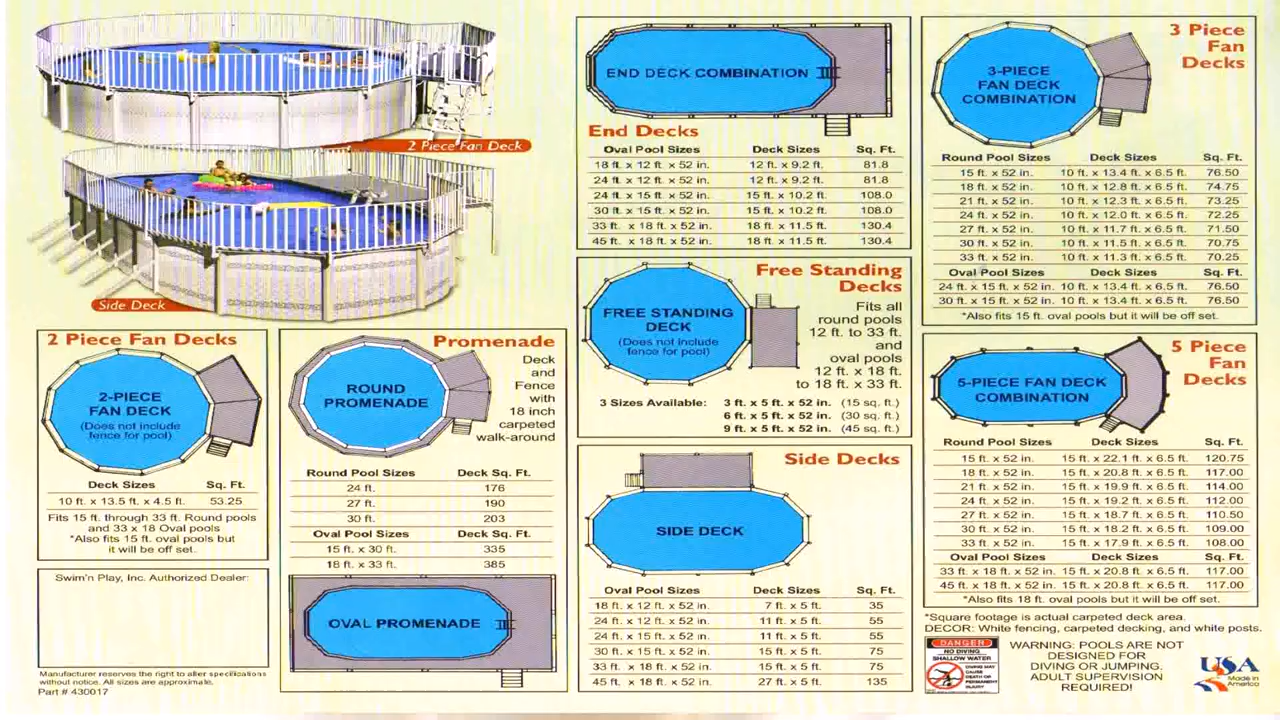 2 Piece Fan Deck
Side Deck
2 Piece Fan Decks
2-PIECE
FAN DECK
(Does not include
fence for pool)
Deck Sizes Sq. Ft.
10 ft. x 13.5 ft. x 4.5 ft. 53.25
Fits 15 ft. through 33 ft. Round pools
and 33 x 18 Oval pools
*Also fits 15 ft. oval pools but
it will be off set.
Swim'n Play, Inc. Authorized Dealer:
Manufacturer reserves the right to alter specifications
without notice. All sizes are approximate.
Part # 430017
Promenade
Deck
and
Fence
with
18 inch
carpeted
walk-around
ROUND
PROMENADE
Round Pool Sizes Deck Sq. Ft.
24 ft. 176
27 ft. 190
30 ft. 203
Oval Pool Sizes Deck Sq. Ft.
15 ft. x 30 ft. 335
18 ft. x 33 ft. 385
OVAL PROMENADE
END DECK COMBINATION
End Decks
Oval Pool Sizes Deck Sizes Sq. Ft.
18 ft. x 12 ft. x 52 in. 12 ft. x 9.2 ft. 81.8
24 ft. x 12 ft. x 52 in. 12 ft. x 9.2 ft. 81.8
24 ft. x 15 ft. x 52 in. 15 ft. x 10.2 ft. 108.0
30 ft. x 15 ft. x 52 in. 15 ft. x 10.2 ft. 108.0
33 ft. x 18 ft. x 52 in. 18 ft. x 11.5 ft. 130.4
45 ft. x 18 ft. x 52 in. 18 ft. x 11.5 ft. 130.4
Free Standing
Decks
FREE STANDING
DECK
(Does not include
fence for pool)
Fits all
round pools
12 ft. to 33 ft.
and
oval pools
12 ft. x 18 ft.
to 18 ft. x 33 ft.
3 Sizes Available: 3 ft. x 5 ft. x 52 in. (15 sq. ft.)
6 ft. x 5 ft. x 52 in. (30 sq. ft.)
9 ft. x 5 ft. x 52 in. (45 sq. ft.)
Side Decks
SIDE DECK
Oval Pool Sizes Deck Sizes Sq. Ft.
18 ft. x 12 ft. x 52 in. 7 ft. x 5 ft. 35
24 ft. x 12 ft. x 52 in. 11 ft. x 5 ft. 55
24 ft. x 15 ft. x 52 in. 11 ft. x 5 ft. 55
30 ft. x 15 ft. x 52 in. 15 ft. x 5 ft. 75
33 ft. x 18 ft. x 52 in. 15 ft. x 5 ft. 75
45 ft. x 18 ft. x 52 in. 27 ft. x 5 ft. 135
3 Piece
Fan
Decks
3-PIECE
FAN DECK
COMBINATION
Round Pool Sizes Deck Sizes Sq. Ft.
15 ft. x 52 in. 10 ft. x 13.4 ft. x 6.5 ft. 76.50
18 ft. x 52 in. 10 ft. x 12.8 ft. x 6.5 ft. 74.75
21 ft. x 52 in. 10 ft. x 12.3 ft. x 6.5 ft. 73.25
24 ft. x 52 in. 10 ft. x 12.0 ft. x 6.5 ft. 72.25
27 ft. x 52 in. 10 ft. x 11.7 ft. x 6.5 ft. 71.50
30 ft. x 52 in. 10 ft. x 11.5 ft. x 6.5 ft. 70.75
33 ft. x 52 in. 10 ft. x 11.3 ft. x 6.5 ft. 70.25
Oval Pool Sizes Deck Sizes Sq. Ft.
24 ft. x 15 ft. x 52 in. 10 ft. x 13.4 ft. x 6.5 ft. 76.50
30 ft. x 15 ft. x 52 in. 10 ft. x 13.4 ft. x 6.5 ft. 76.50
*Also fits 15 ft. oval pools but it will be off set.
5 Piece
Fan
Decks
5-PIECE FAN DECK
COMBINATION
Round Pool Sizes Deck Sizes Sq. Ft.
15 ft. x 52 in. 15 ft. x 22.1 ft. x 6.5 ft. 120.75
18 ft. x 52 in. 15 ft. x 20.8 ft. x 6.5 ft. 117.00
21 ft. x 52 in. 15 ft. x 19.9 ft. x 6.5 ft. 114.00
24 ft. x 52 in. 15 ft. x 19.2 ft. x 6.5 ft. 112.00
27 ft. x 52 in. 15 ft. x 18.7 ft. x 6.5 ft. 110.50
30 ft. x 52 in. 15 ft. x 18.2 ft. x 6.5 ft. 109.00
33 ft. x 52 in. 15 ft. x 17.9 ft. x 6.5 ft. 108.00
Oval Pool Sizes Deck Sizes Sq. Ft.
33 ft. x 18 ft. x 52 in. 15 ft. x 20.8 ft. x 6.5 ft. 117.00
45 ft. x 18 ft. x 52 in. 15 ft. x 20.8 ft. x 6.5 ft. 117.00
*Also fits 18 ft. oval pools but it will be off set.
*Square footage is actual carpeted deck area.
DECOR: White fencing, carpeted decking, and white posts.
DANGER
NO DIVING
SHALLOW WATER
DIVING MAY
CAUSE
DEATH OR
PERMANENT
INJURY
WARNING: POOLS ARE NOT
DESIGNED FOR
DIVING OR JUMPING.
ADULT SUPERVISION
REQUIRED!
USA
Made in
America